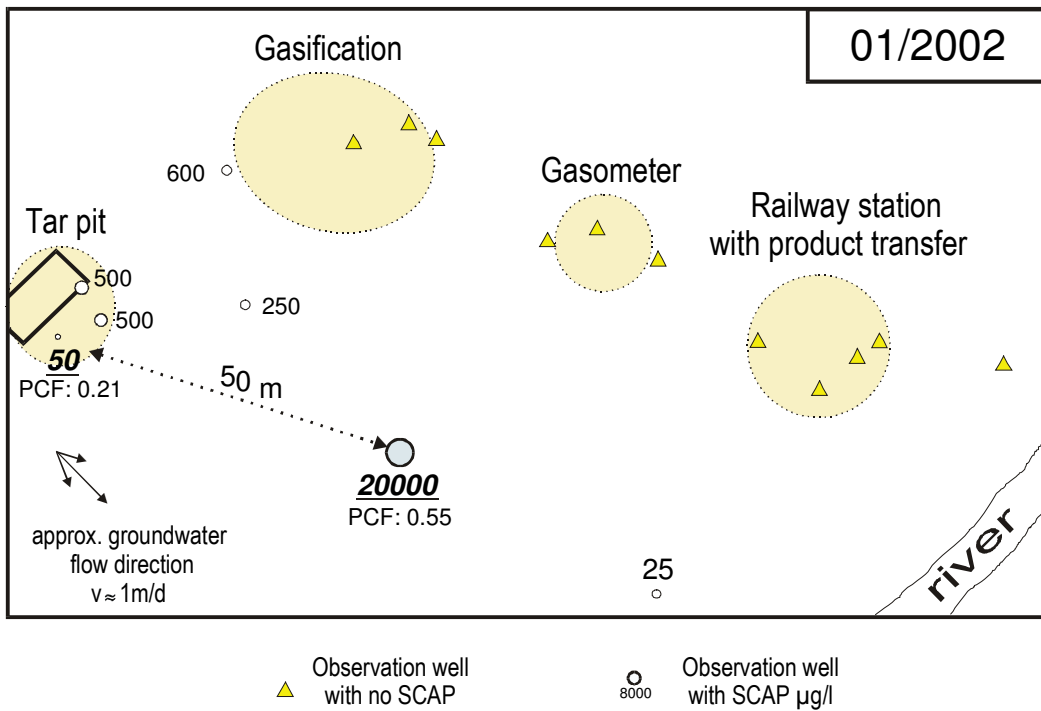 01/2002
Gasification
600
Gasometer
Railway station
with product transfer
Tar pit
500
500
250
50
PCF: 0.21
50 m
20000
PCF: 0.55
approx. groundwater
flow direction
v ≈ 1m/d
25
river
Observation well
with no SCAP
8000
Observation well
with SCAP µg/l